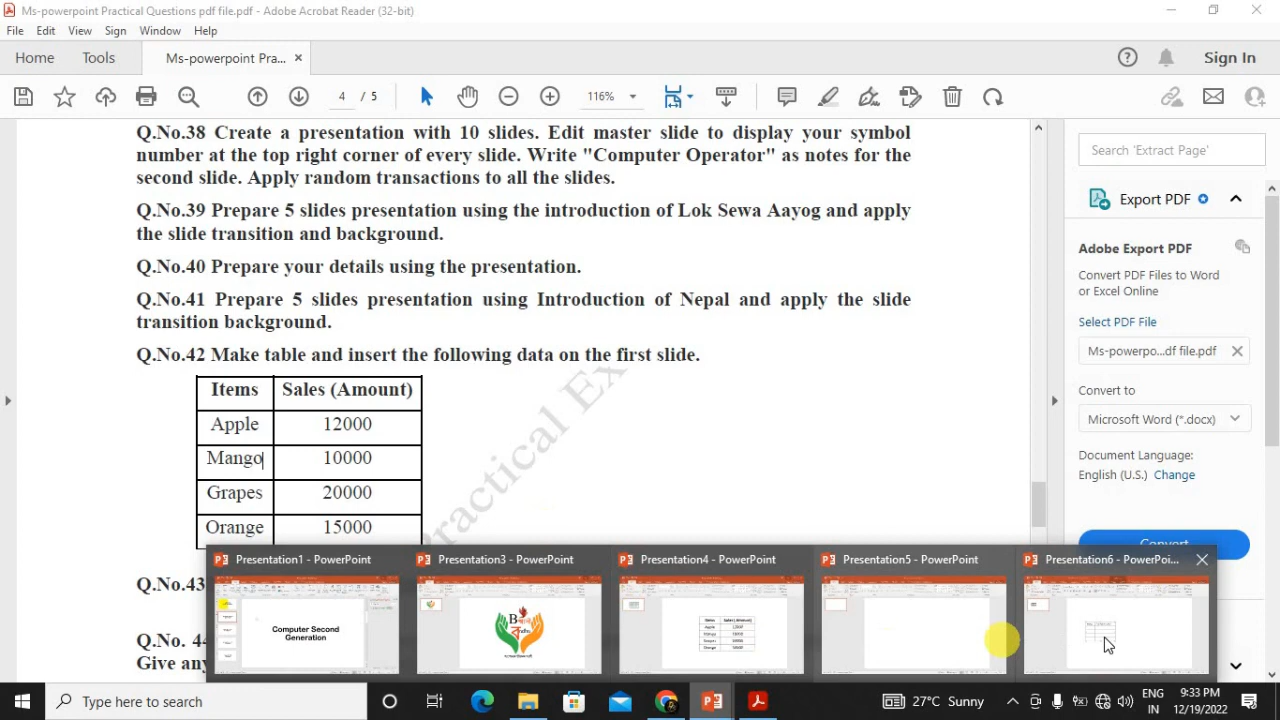 Ms-powerpoint Practical Questions pdf file.pdf - Adobe Acrobat Reader (32-bit)
File Edit View Sign Window Help
Home Tools Ms-powerpoint Pra... × Sign In
4 / 5 116%
Q.No.38 Create a presentation with 10 slides. Edit master slide to display your symbol
number at the top right corner of every slide. Write "Computer Operator" as notes for the
second slide. Apply random transactions to all the slides.
Q.No.39 Prepare 5 slides presentation using the introduction of Lok Sewa Aayog and apply
the slide transition and background.
Q.No.40 Prepare your details using the presentation.
Q.No.41 Prepare 5 slides presentation using Introduction of Nepal and apply the slide
transition background.
Q.No.42 Make table and insert the following data on the first slide.
Items Sales (Amount)
Apple 12000
Mango 10000
Grapes 20000
Orange 15000
Q.No.43
Q.No. 44
Give any
Practical Ex
Search 'Extract Page'
Export PDF
Adobe Export PDF
Convert PDF Files to Word
or Excel Online
Select PDF File
Ms-powerpo...df file.pdf
Convert to
Microsoft Word (*.docx)
Document Language:
English (U.S.) Change
Convert
Presentation1 - PowerPoint Presentation3 - PowerPoint Presentation4 - PowerPoint Presentation5 - PowerPoint Presentation6 - PowerPoi...
Computer Second
Generation
Type here to search
27°C Sunny
ENG
IN
9:33 PM
12/19/2022